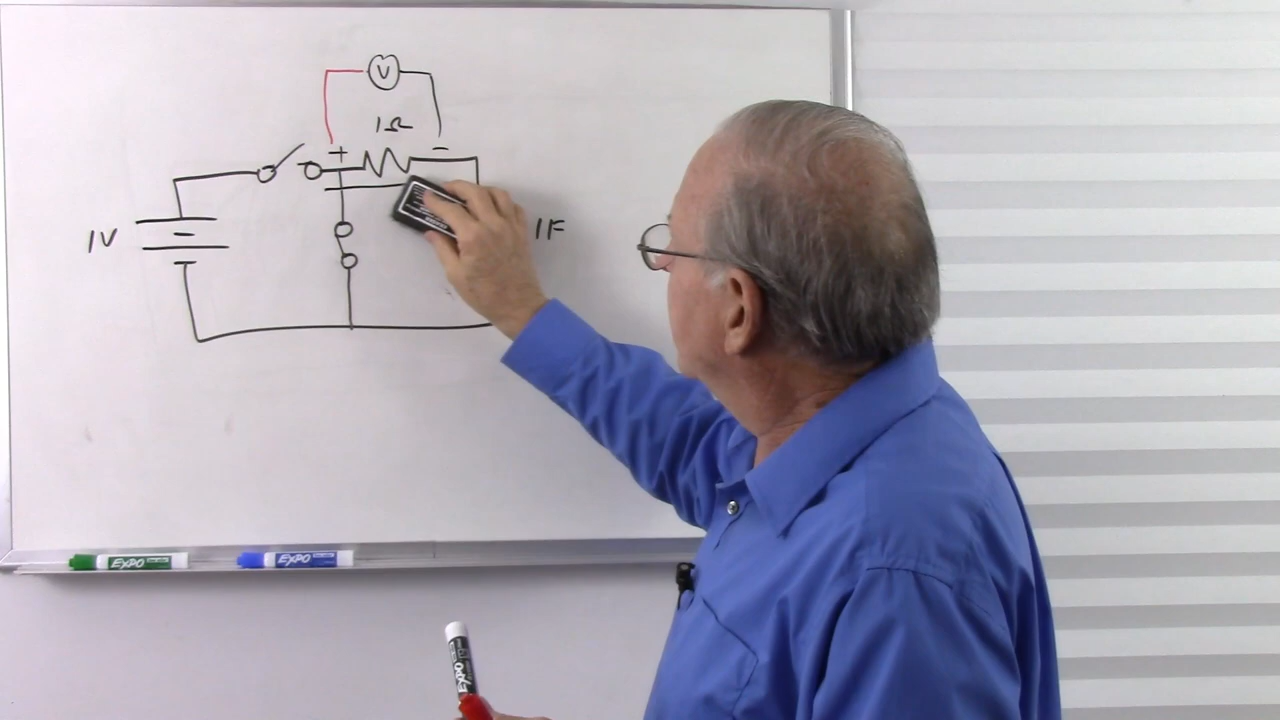 V
1Ω
+ -
1V
1F
EXPO
EXPO
EXPO